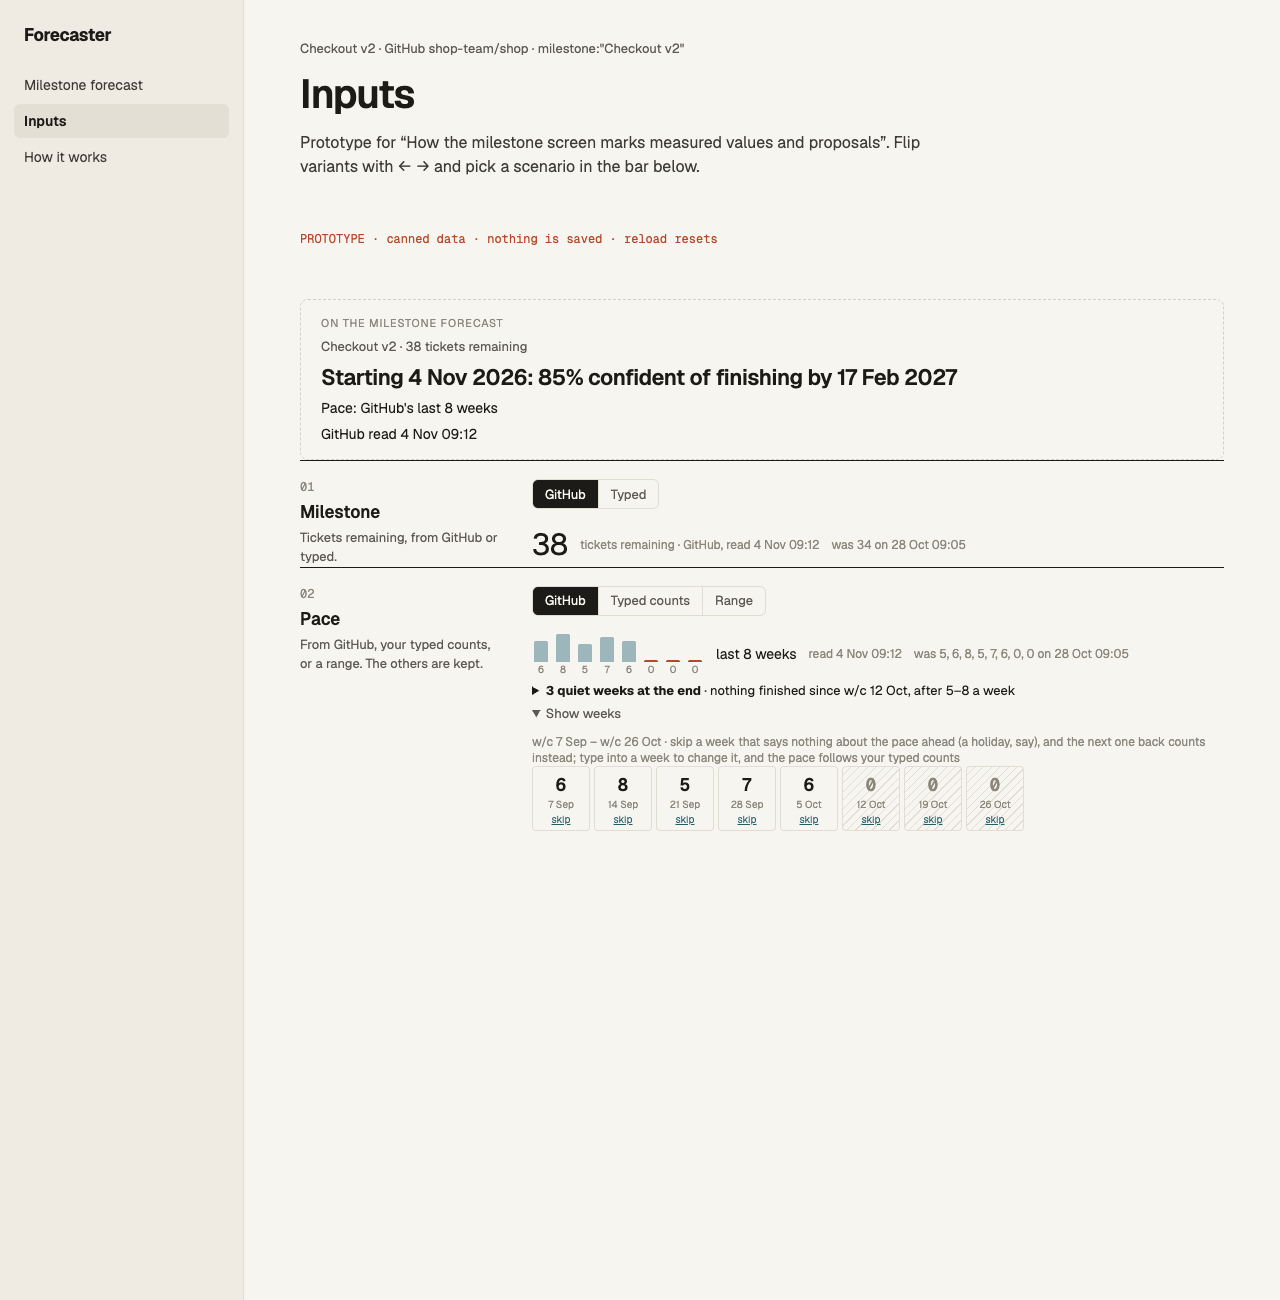 Forecaster
Milestone forecast
Inputs
How it works
Checkout v2 · GitHub shop-team/shop · milestone:"Checkout v2"
Inputs
Prototype for “How the milestone screen marks measured values and proposals”. Flip
variants with ← → and pick a scenario in the bar below.
PROTOTYPE · canned data · nothing is saved · reload resets
ON THE MILESTONE FORECAST
Checkout v2 · 38 tickets remaining
Starting 4 Nov 2026: 85% confident of finishing by 17 Feb 2027
Pace: GitHub's last 8 weeks
GitHub read 4 Nov 09:12
01
Milestone
Tickets remaining, from GitHub or
typed.
GitHub Typed
38 tickets remaining · GitHub, read 4 Nov 09:12 was 34 on 28 Oct 09:05
02
Pace
From GitHub, your typed counts,
or a range. The others are kept.
GitHub Typed counts Range
6 8 5 7 6 0 0 0
last 8 weeks read 4 Nov 09:12 was 5, 6, 8, 5, 7, 6, 0, 0 on 28 Oct 09:05
3 quiet weeks at the end · nothing finished since w/c 12 Oct, after 5–8 a week
Show weeks
w/c 7 Sep – w/c 26 Oct · skip a week that says nothing about the pace ahead (a holiday, say), and the next one back counts
instead; type into a week to change it, and the pace follows your typed counts
6 8 5 7 6 0 0 0
7 Sep 14 Sep 21 Sep 28 Sep 5 Oct 12 Oct 19 Oct 26 Oct
skip skip skip skip skip skip skip skip